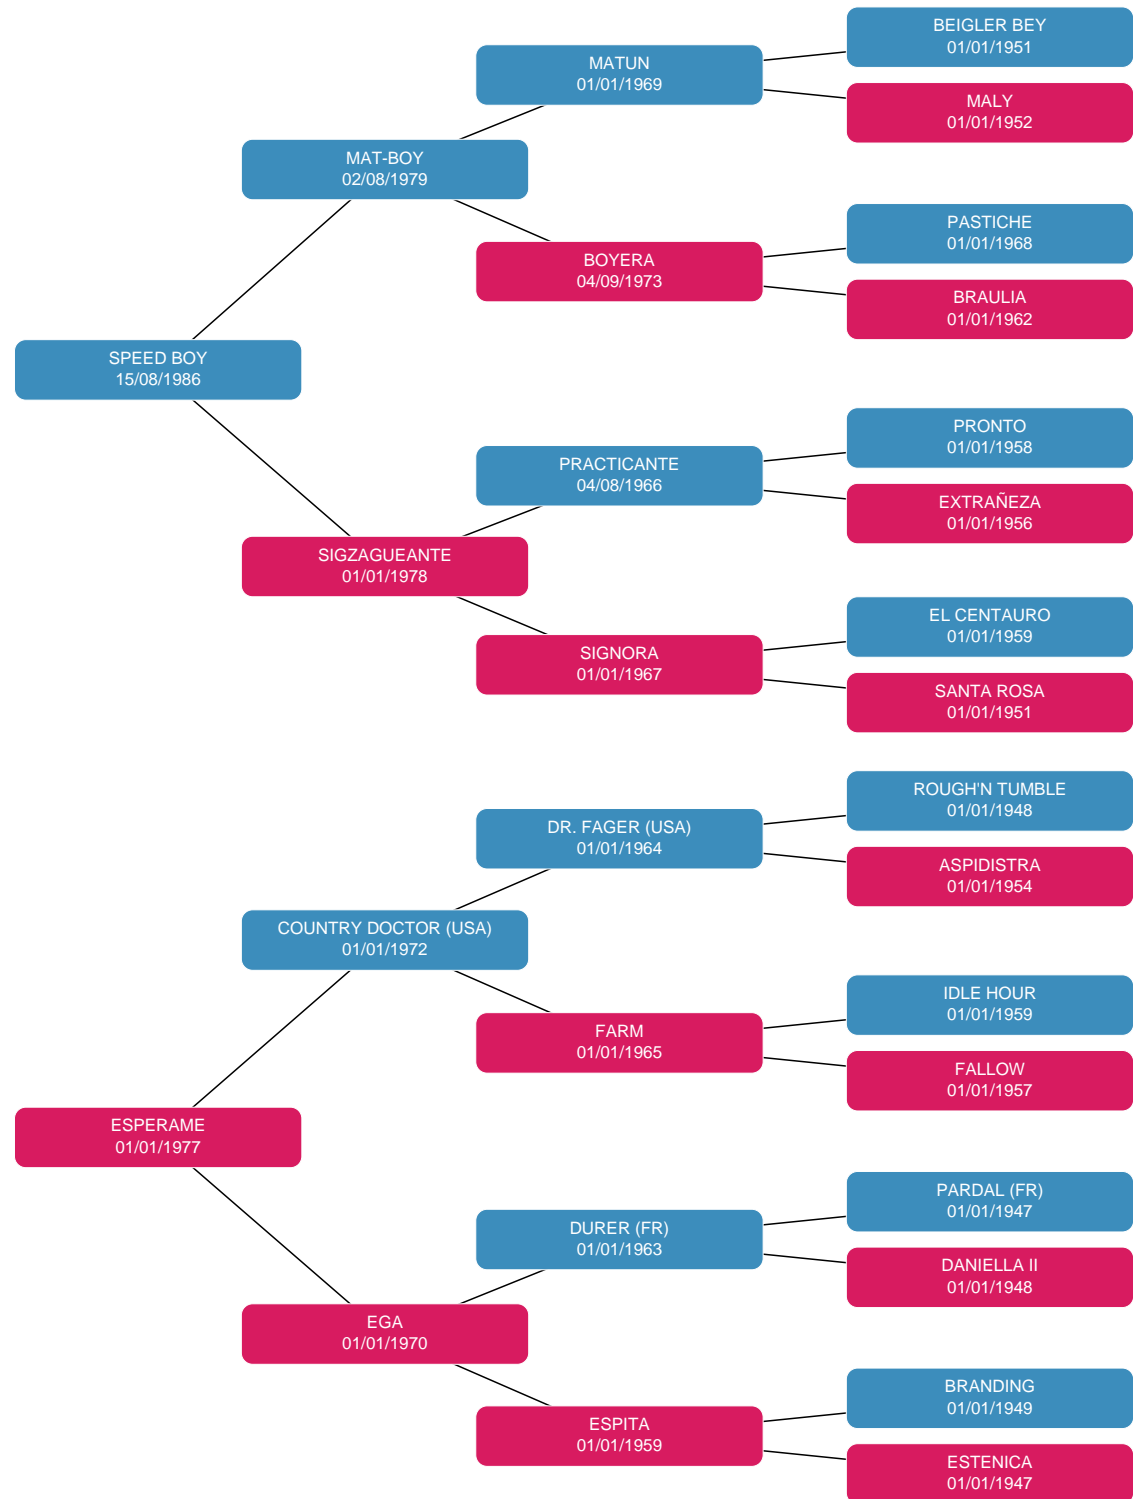 BEIGLER BEY
01/01/1951
MATUN
01/01/1969
MALY
01/01/1952
MAT-BOY
02/08/1979
PASTICHE
01/01/1968
BOYERA
04/09/1973
BRAULIA
01/01/1962
SPEED BOY
15/08/1986
PRONTO
01/01/1958
PRACTICANTE
04/08/1966
EXTRAÑEZA
01/01/1956
SIGZAGUEANTE
01/01/1978
EL CENTAURO
01/01/1959
SIGNORA
01/01/1967
SANTA ROSA
01/01/1951
ROUGH'N TUMBLE
01/01/1948
DR. FAGER (USA)
01/01/1964
ASPIDISTRA
01/01/1954
COUNTRY DOCTOR (USA)
01/01/1972
IDLE HOUR
01/01/1959
FARM
01/01/1965
FALLOW
01/01/1957
ESPERAME
01/01/1977
PARDAL (FR)
01/01/1947
DURER (FR)
01/01/1963
DANIELLA II
01/01/1948
EGA
01/01/1970
BRANDING
01/01/1949
ESPITA
01/01/1959
ESTENICA
01/01/1947